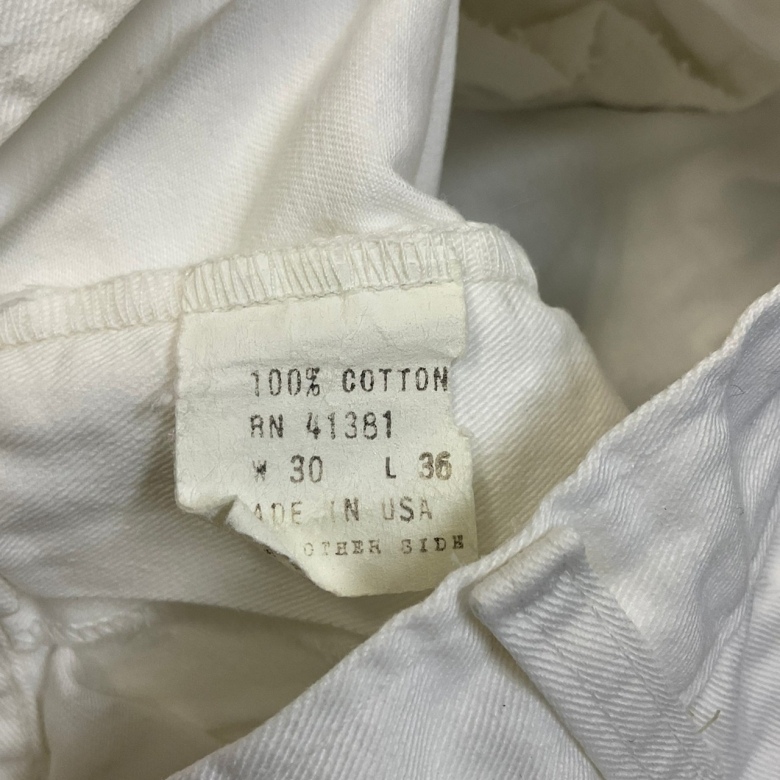 100% COTTON
RN 41381
W 30 L 36
ADE IN USA
OTHER SIDE